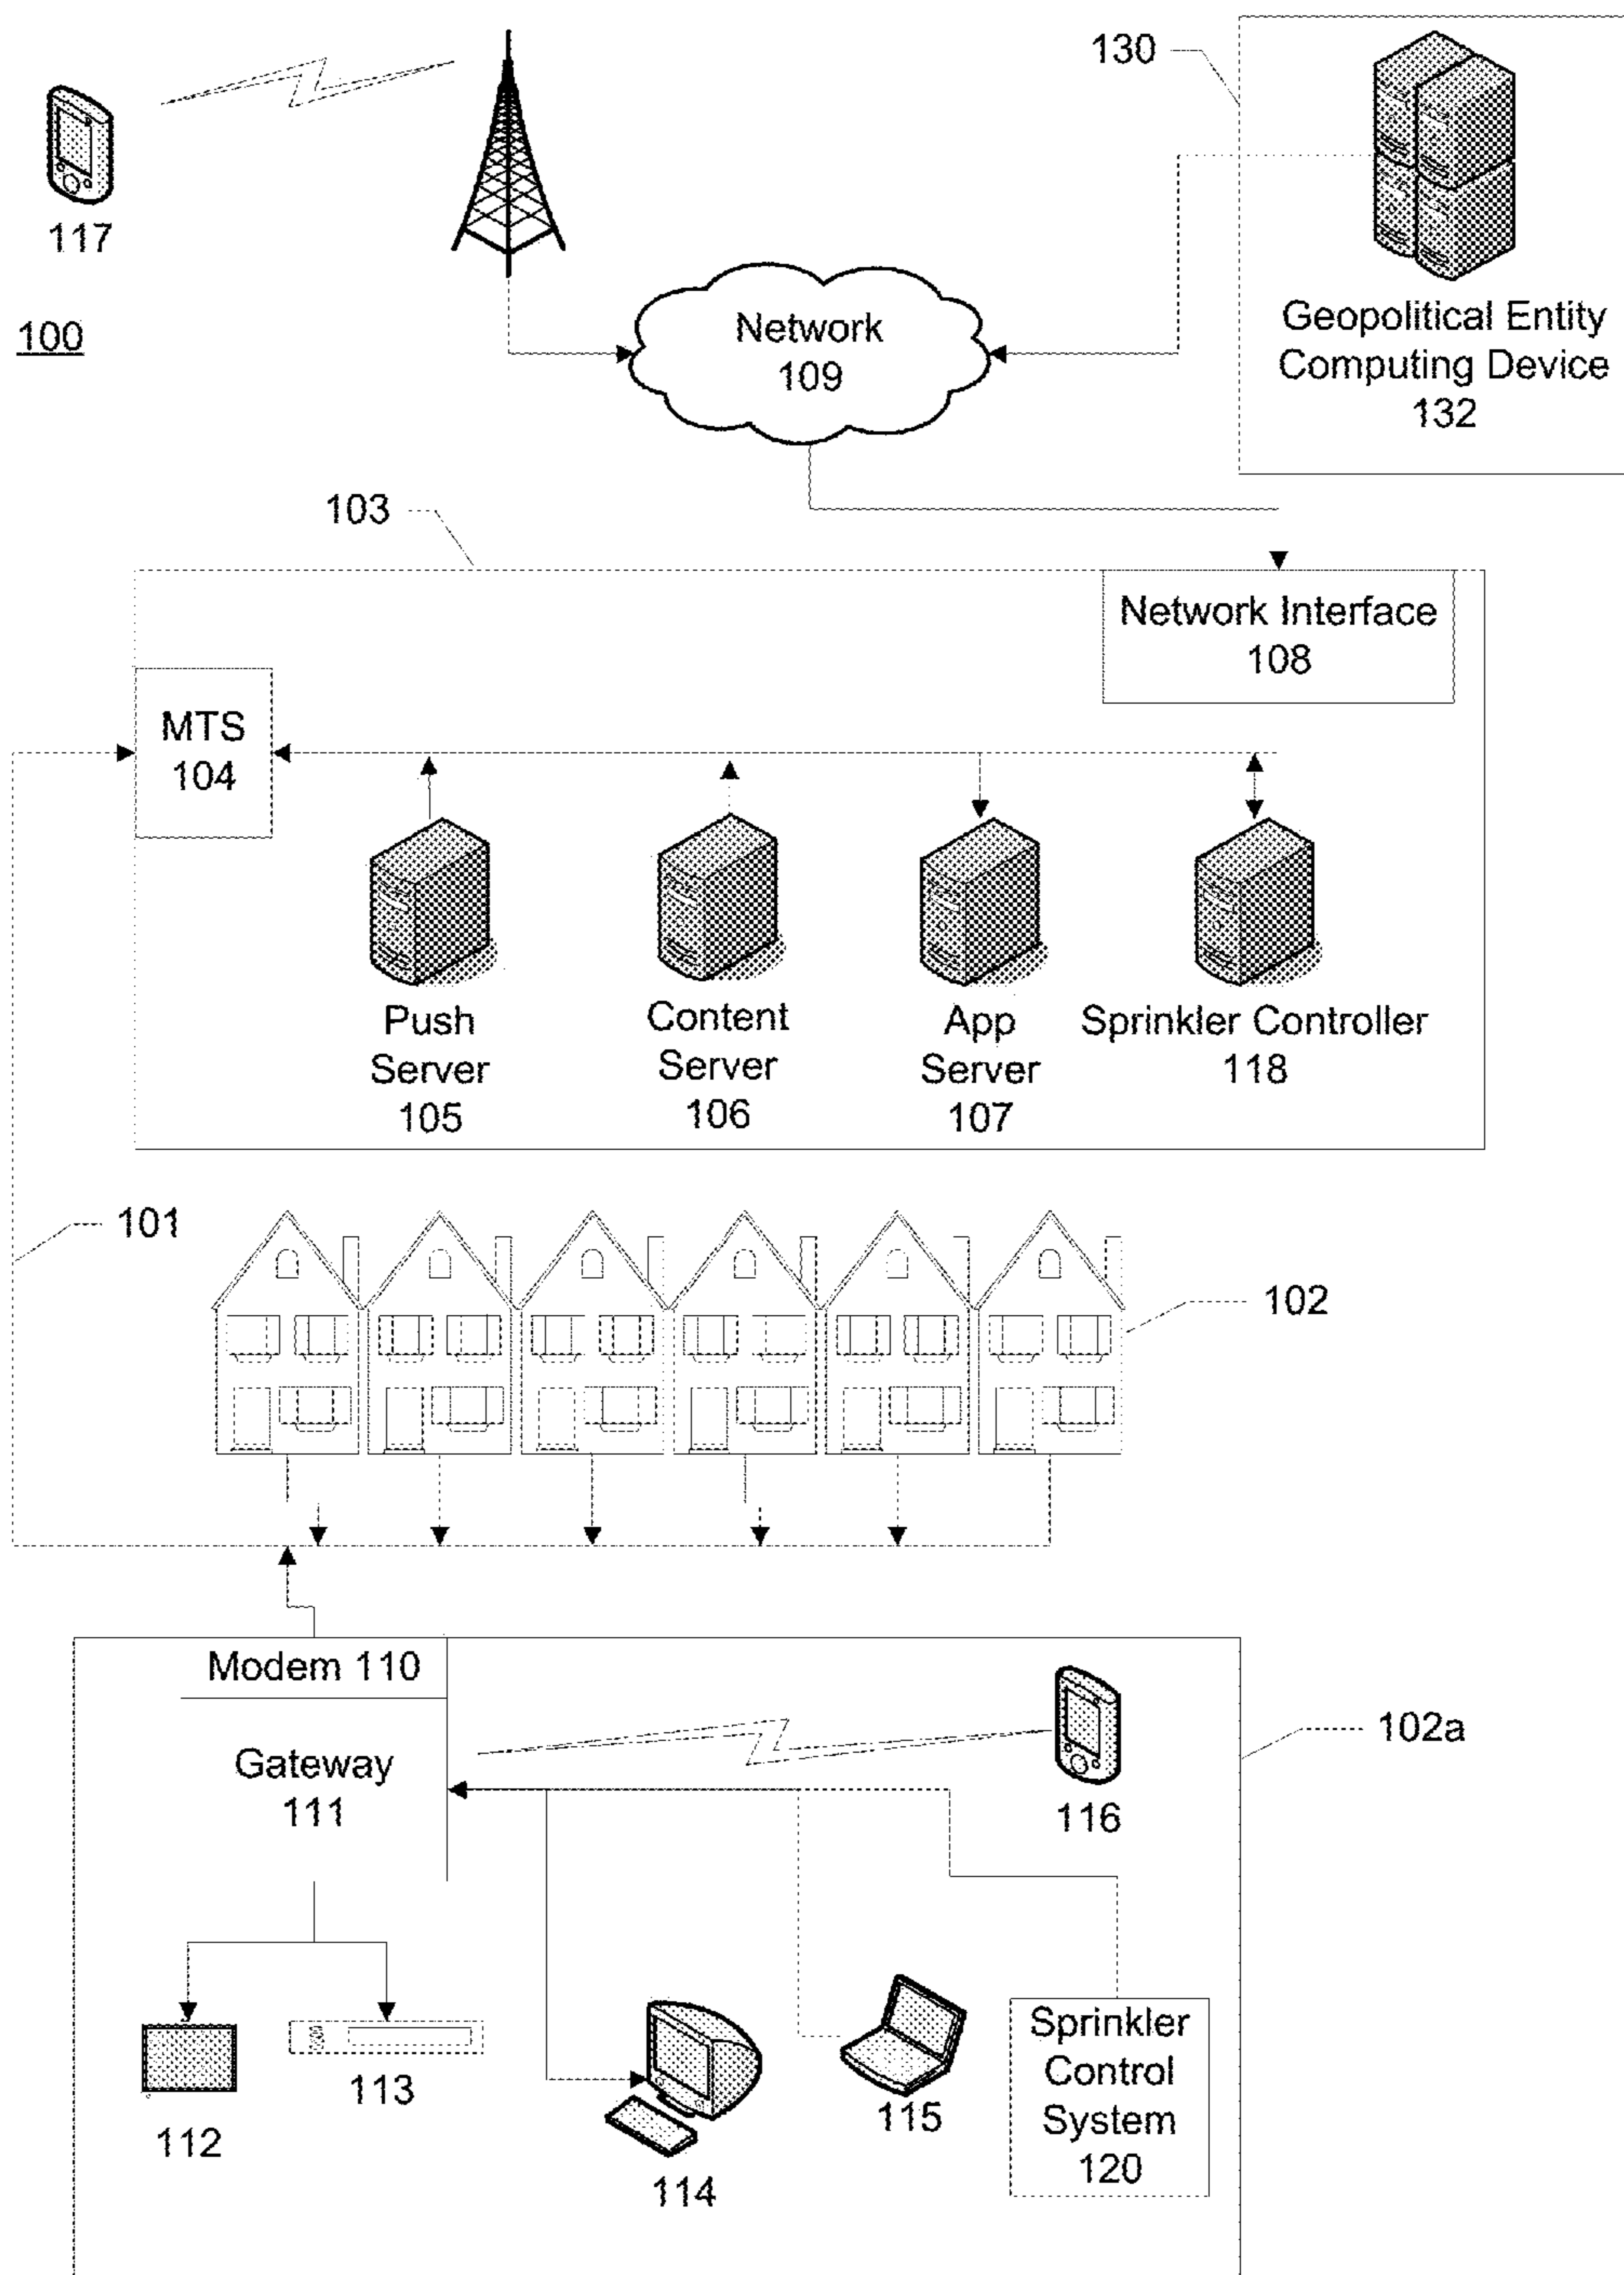 130
117
100
Network
109
Geopolitical Entity
Computing Device
132
103
Network Interface
108
MTS
104
Push
Server
105
Content
Server
106
App
Server
107
Sprinkler Controller
118
101
102
Modem 110
Gateway
111
116
102a
112
113
114
115
Sprinkler
Control
System
120